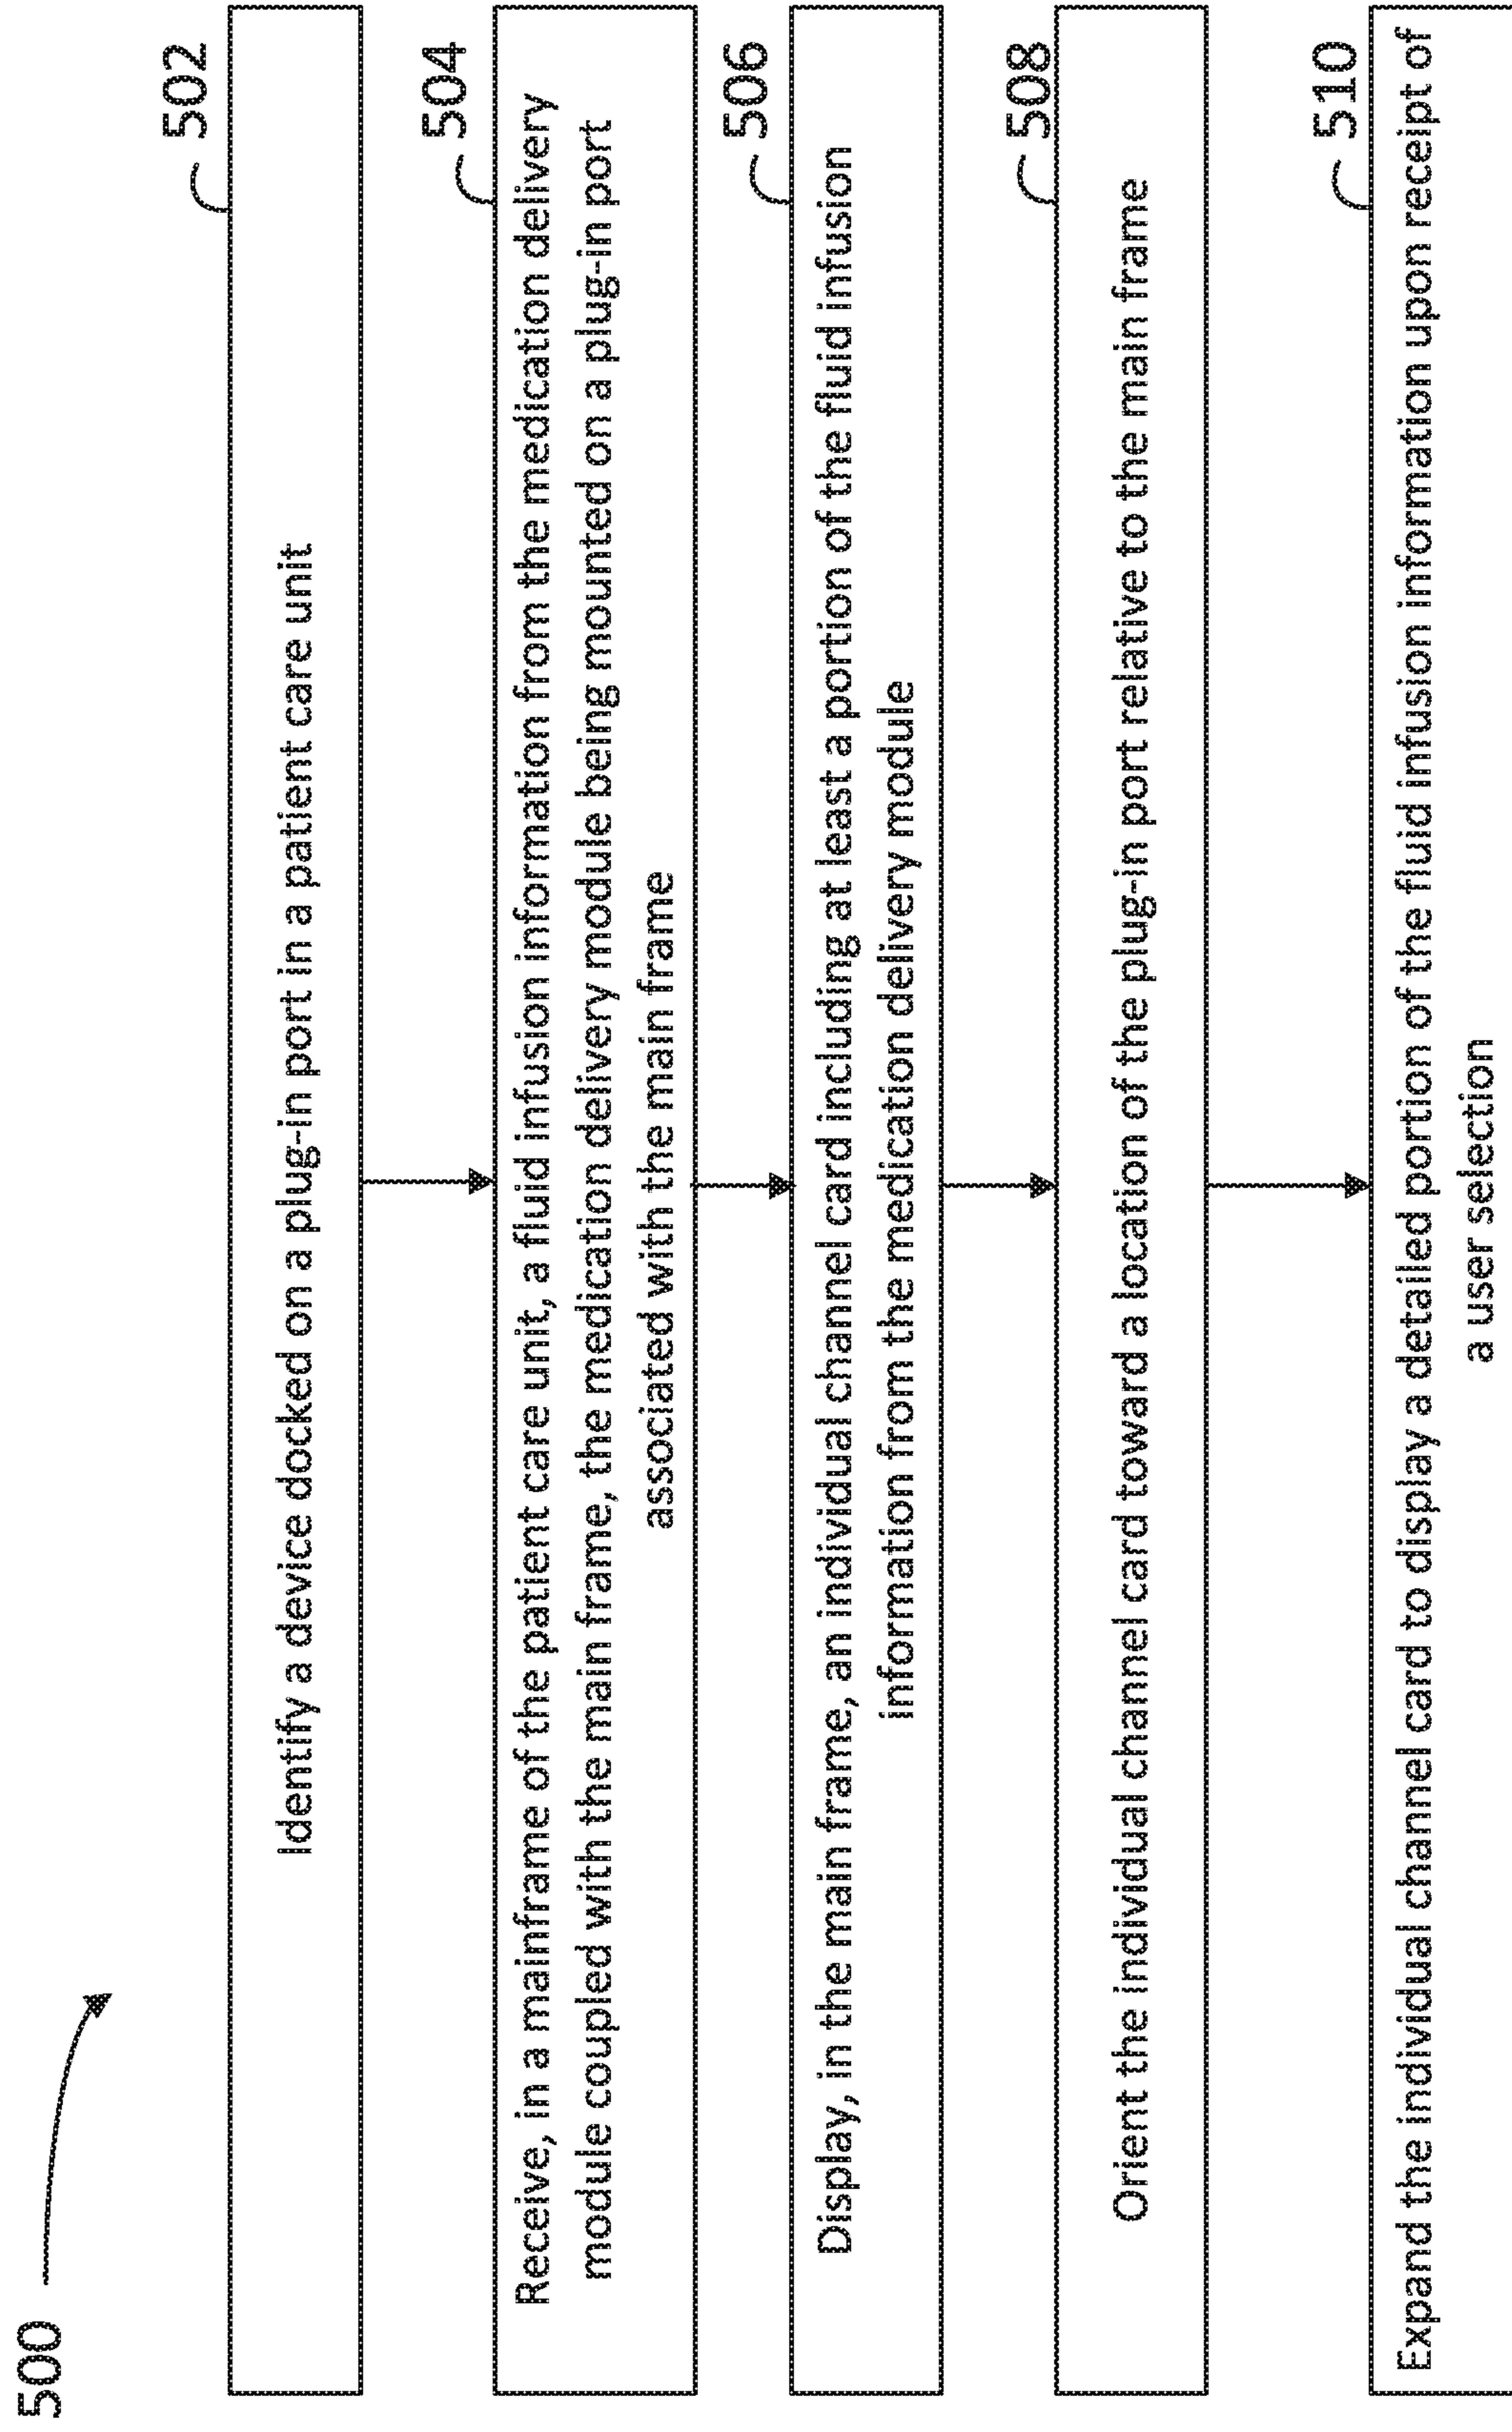 500
502
Identify a device docked on a plug-in port in a patient care unit
504
Receive, in a mainframe of the patient care unit, a fluid infusion information from the medication delivery
module coupled with the main frame, the medication delivery module being mounted on a plug-in port
associated with the main frame
506
Display, in the main frame, an individual channel card including at least a portion of the fluid infusion
information from the medication delivery module
508
Orient the individual channel card toward a location of the plug-in port relative to the main frame
510
Expand the individual channel card to display a detailed portion of the fluid infusion information upon receipt of
a user selection